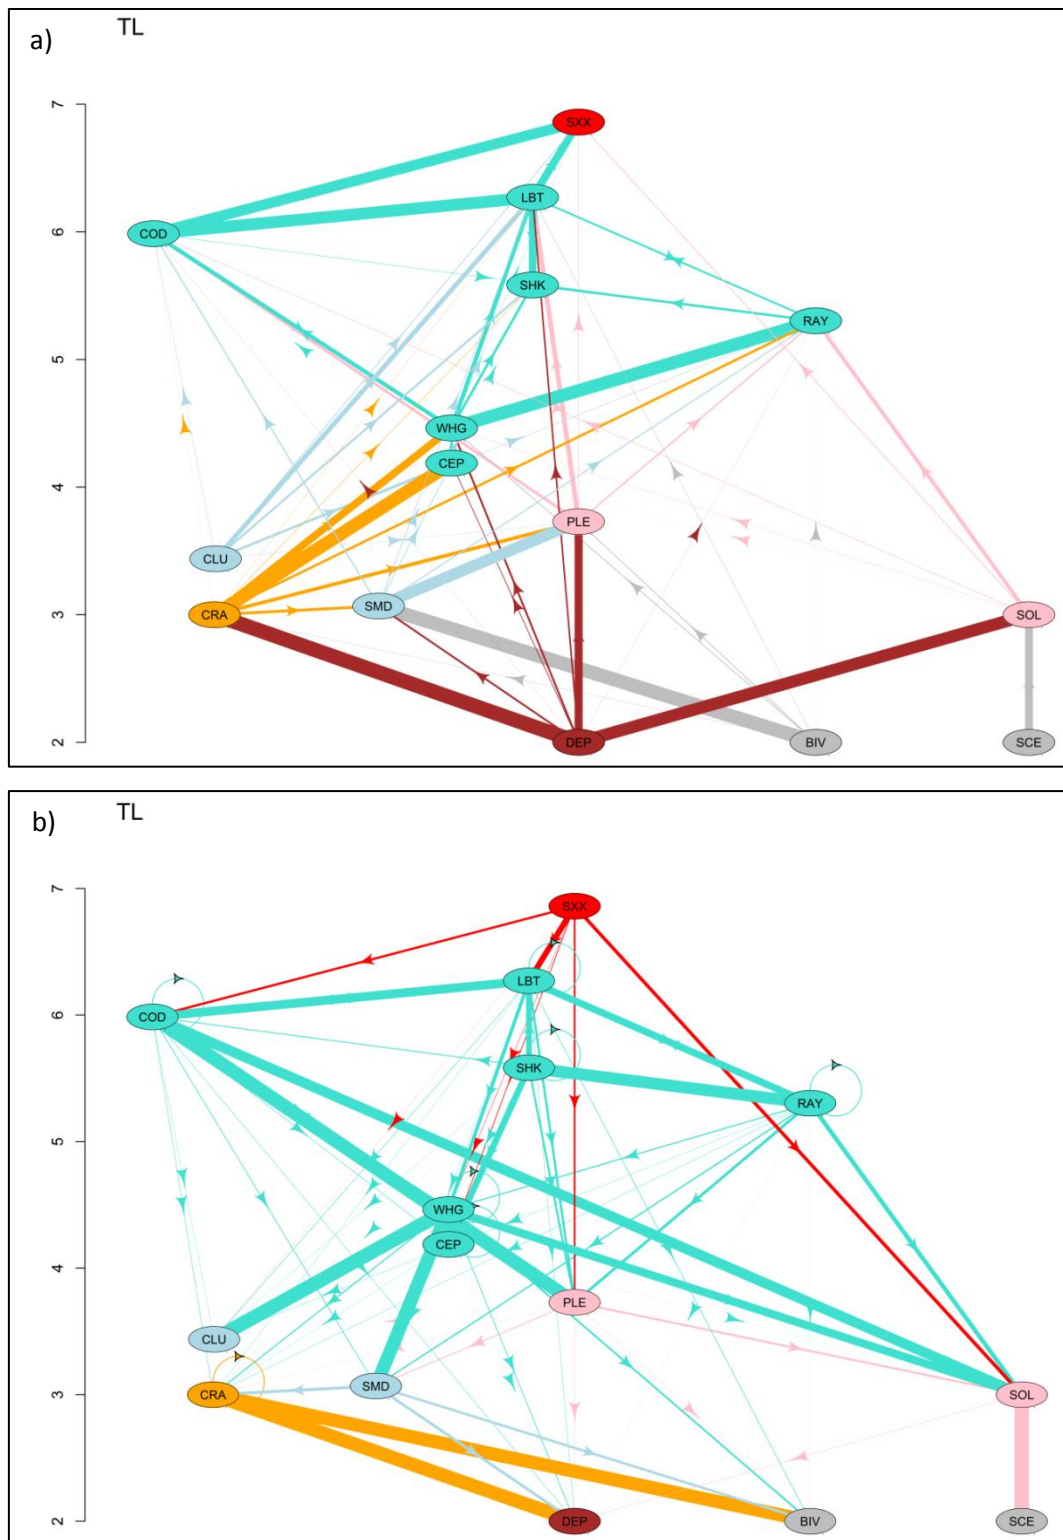 a)
TL
7
SXX
LBT
6
COD
SHK
RAY
5
WHG
CEP
4
PLE
CLU
SMD
3
CRA
SOL
2
DEP
BIV
SCE
b)
TL
7
SXX
LBT
6
COD
SHK
RAY
5
WHG
CEP
4
PLE
CLU
SMD
3
CRA
SOL
2
DEP
BIV
SCE